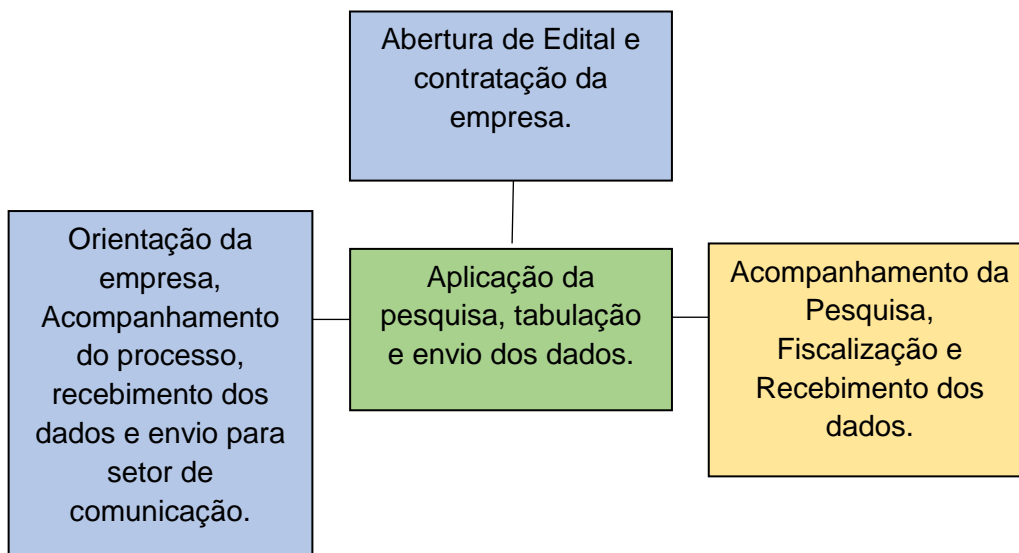 Abertura de Edital e
contratação da
empresa.
Orientação da
empresa,
Acompanhamento
do processo,
recebimento dos
dados e envio para
setor de
comunicação.
Aplicação da
pesquisa, tabulação
e envio dos dados.
Acompanhamento da
Pesquisa,
Fiscalização e
Recebimento dos
dados.